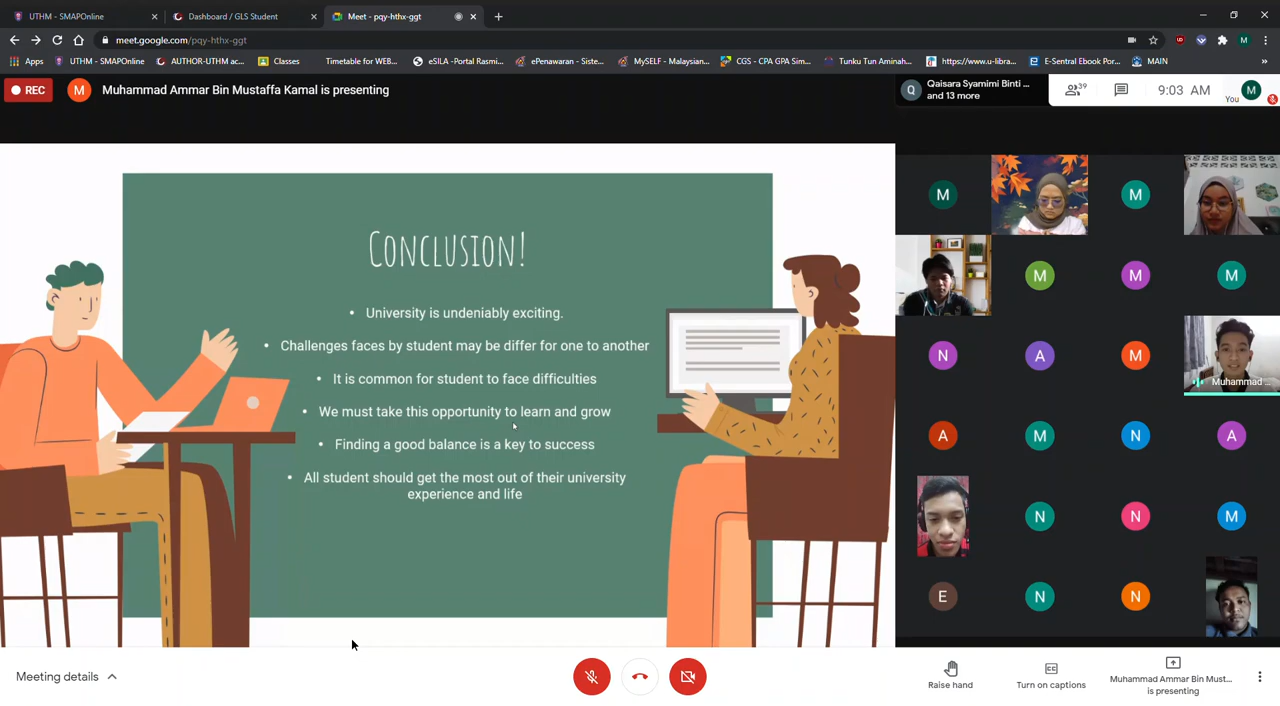 UTHM - SMAPOnline
Dashboard / GLS Student
Meet - pqy-hthx-ggt
meet.google.com/pqy-hthx-ggt
Apps
UTHM - SMAPOnline
AUTHOR-UTHM ac...
Classes
Timetable for WEB...
eSILA -Portal Rasmi...
ePenawaran - Siste...
MySELF - Malaysian...
CGS - CPA GPA Sim...
Tunku Tun Aminah...
https://www.u-libra...
E-Sentral Ebook Por...
MAIN
REC
M
Muhammad Ammar Bin Mustaffa Kamal is presenting
Q
Qaisara Syamimi Binti ...
and 13 more
39
9:03 AM
You
M
Conclusion!
• University is undeniably exciting.
• Challenges faces by student may be differ for one to another
• It is common for student to face difficulties
• We must take this opportunity to learn and grow
• Finding a good balance is a key to success
• All student should get the most out of their university
experience and life
M
M
M
M
M
N
A
M
Muhammad ...
A
M
N
A
N
N
M
E
N
N
Meeting details
Raise hand
Turn on captions
Muhammad Ammar Bin Must...
is presenting